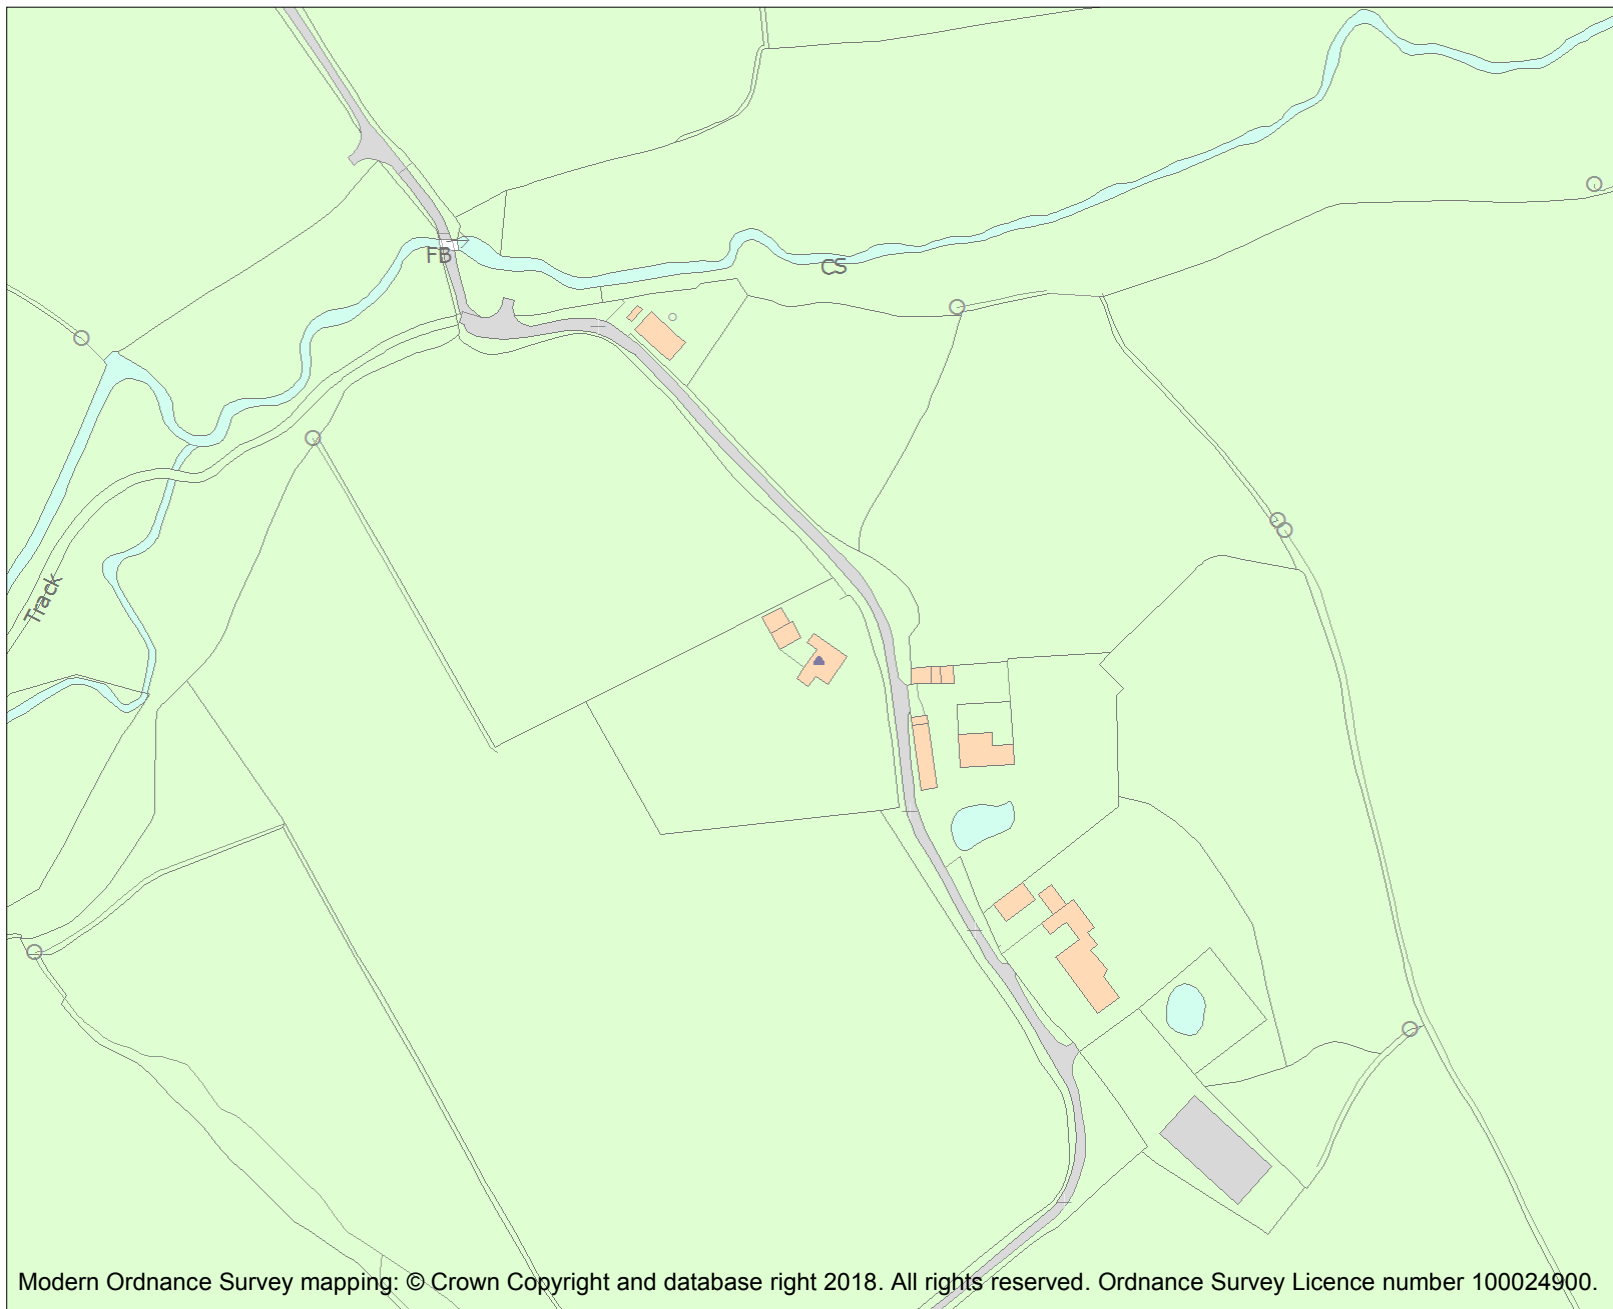 FB
CS
Track
Modern Ordnance Survey mapping: © Crown Copyright and database right 2018. All rights reserved. Ordnance Survey Licence number 100024900.